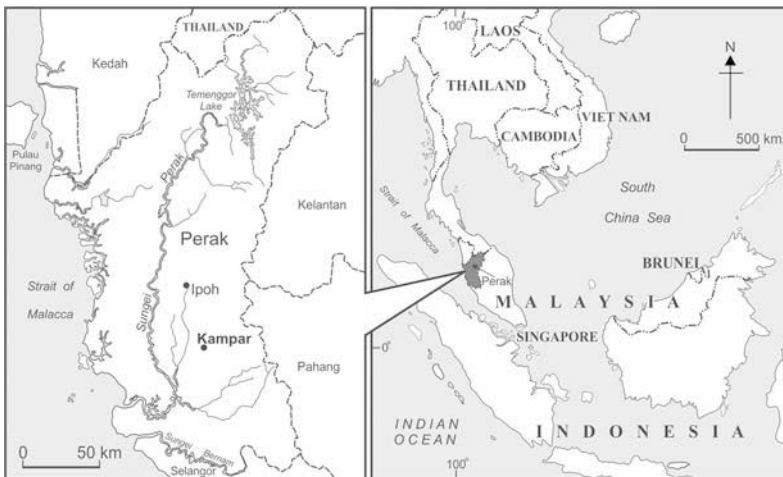 THAILAND
Kedah
Temenggor
Lake
Pulau
Pinang
Perak
Kelantan
Perak
Strait of
Malacca
Sungei
Ipoh
Kampar
Pahang
0 50 km
Sungei Bernam
Selangor
100°
LAOS
N
THAILAND
VIET NAM
CAMBODIA
0 500 km
South
China Sea
Strait of Malacca
BRUNEI
Perak
MALAYSIA
SINGAPORE
0°
INDIAN
OCEAN
INDONESIA
100°